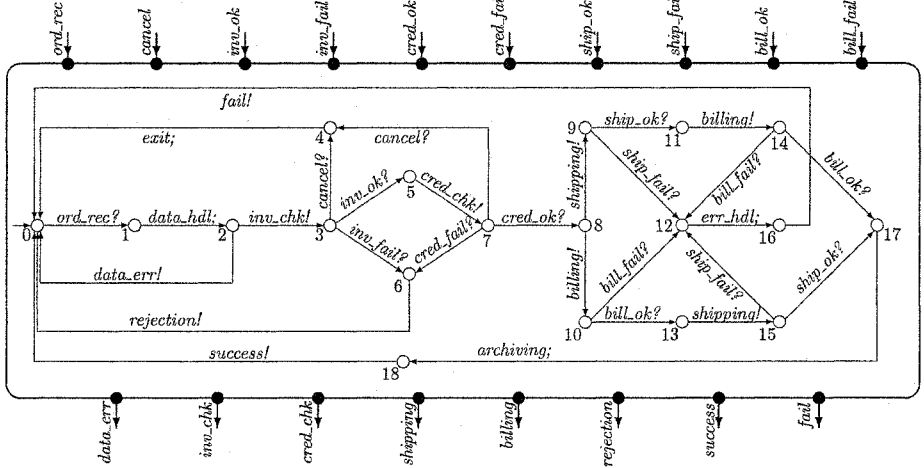 ord_rec
cancel
inv_ok
inv_fail
cred_ok
cred_fail
ship_ok
ship_fail
bill_ok
bill_fail
fail!
exit;
4
cancel?
9
ship_ok?
11
billing!
14
cancel?
inv_ok?
5
cred_chk!
shipping!
ship_fail?
bill_fail?
bill_ok?
0
ord_rec?
1
data_hdl;
2
inv_chk!
3
7
cred_ok?
8
12
err_hdl;
16
17
inv_fail?
cred_fail?
6
data_err!
billing!
bill_fail?
ship_fail?
ship_ok?
rejection!
10
bill_ok?
13
shipping!
15
success!
18
archiving;
data_err
inv_chk
cred_chk
shipping
billing
rejection
success
fail